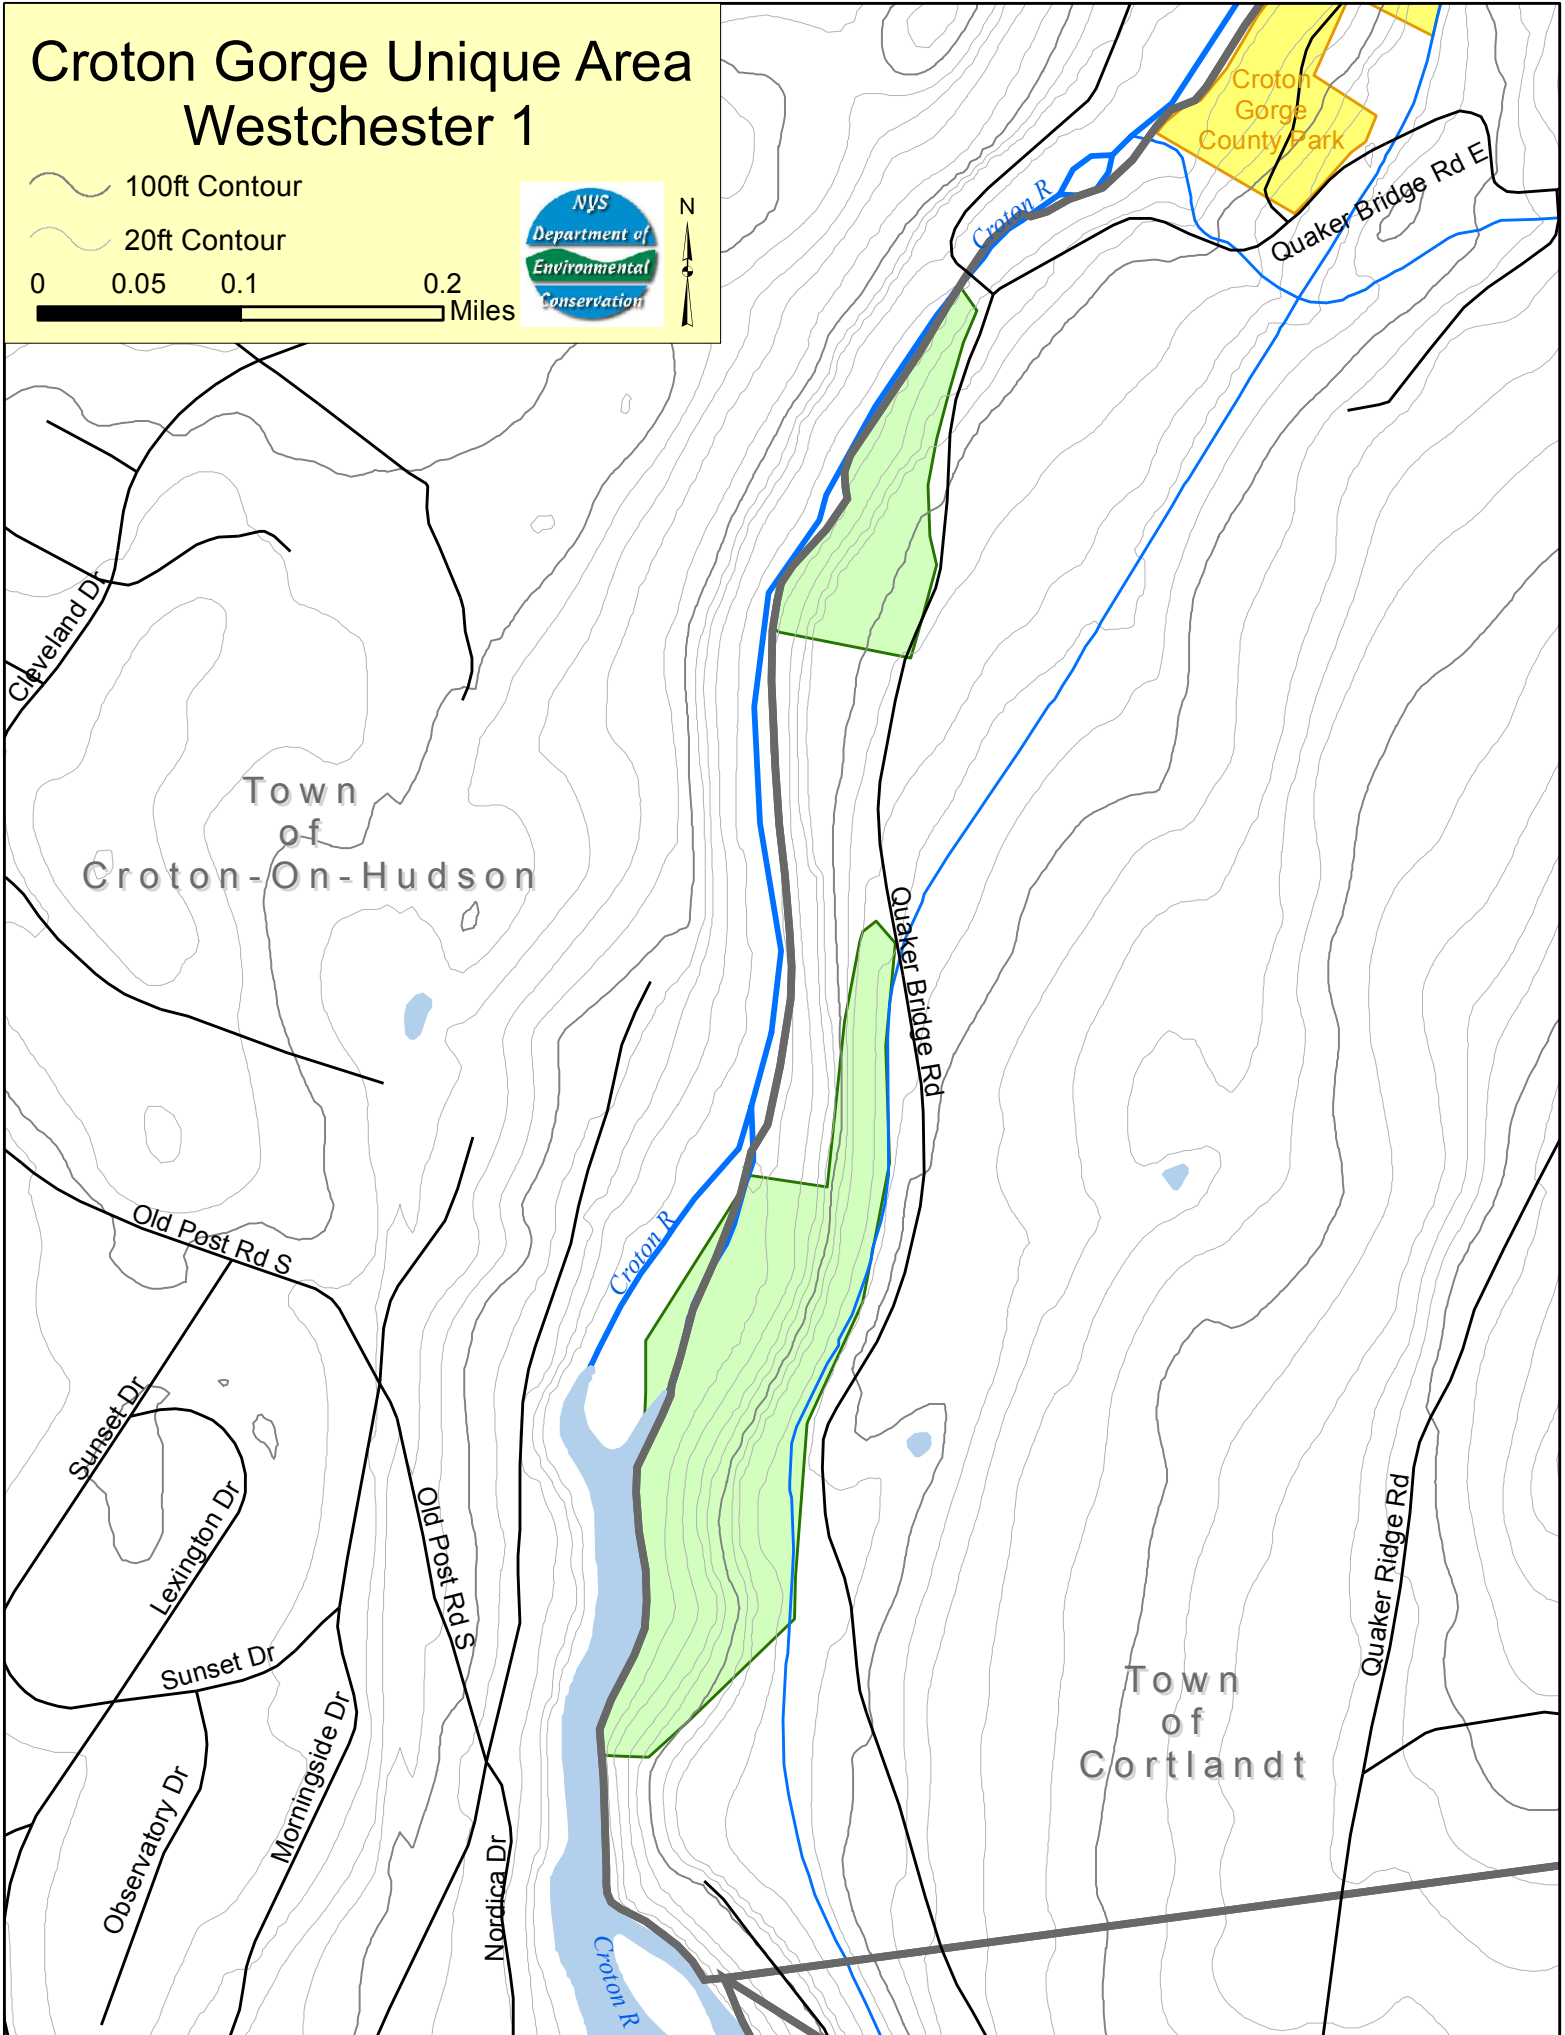 Croton Gorge Unique Area
Westchester 1
100ft Contour
20ft Contour
0 0.05 0.1 0.2
Miles
NYS
Department of
Environmental
Conservation
N
Croton
Gorge
County Park
Quaker Bridge Rd E
Croton R
Cleveland Dr
Town
of
Croton-On-Hudson
Quaker Bridge Rd
Old Post Rd S
Croton R
Sunset Dr
Lexington Dr
Old Post Rd S
Quaker Ridge Rd
Sunset Dr
Town
of
Cortlandt
Morningside Dr
Observatory Dr
Nordica Dr
Croton R